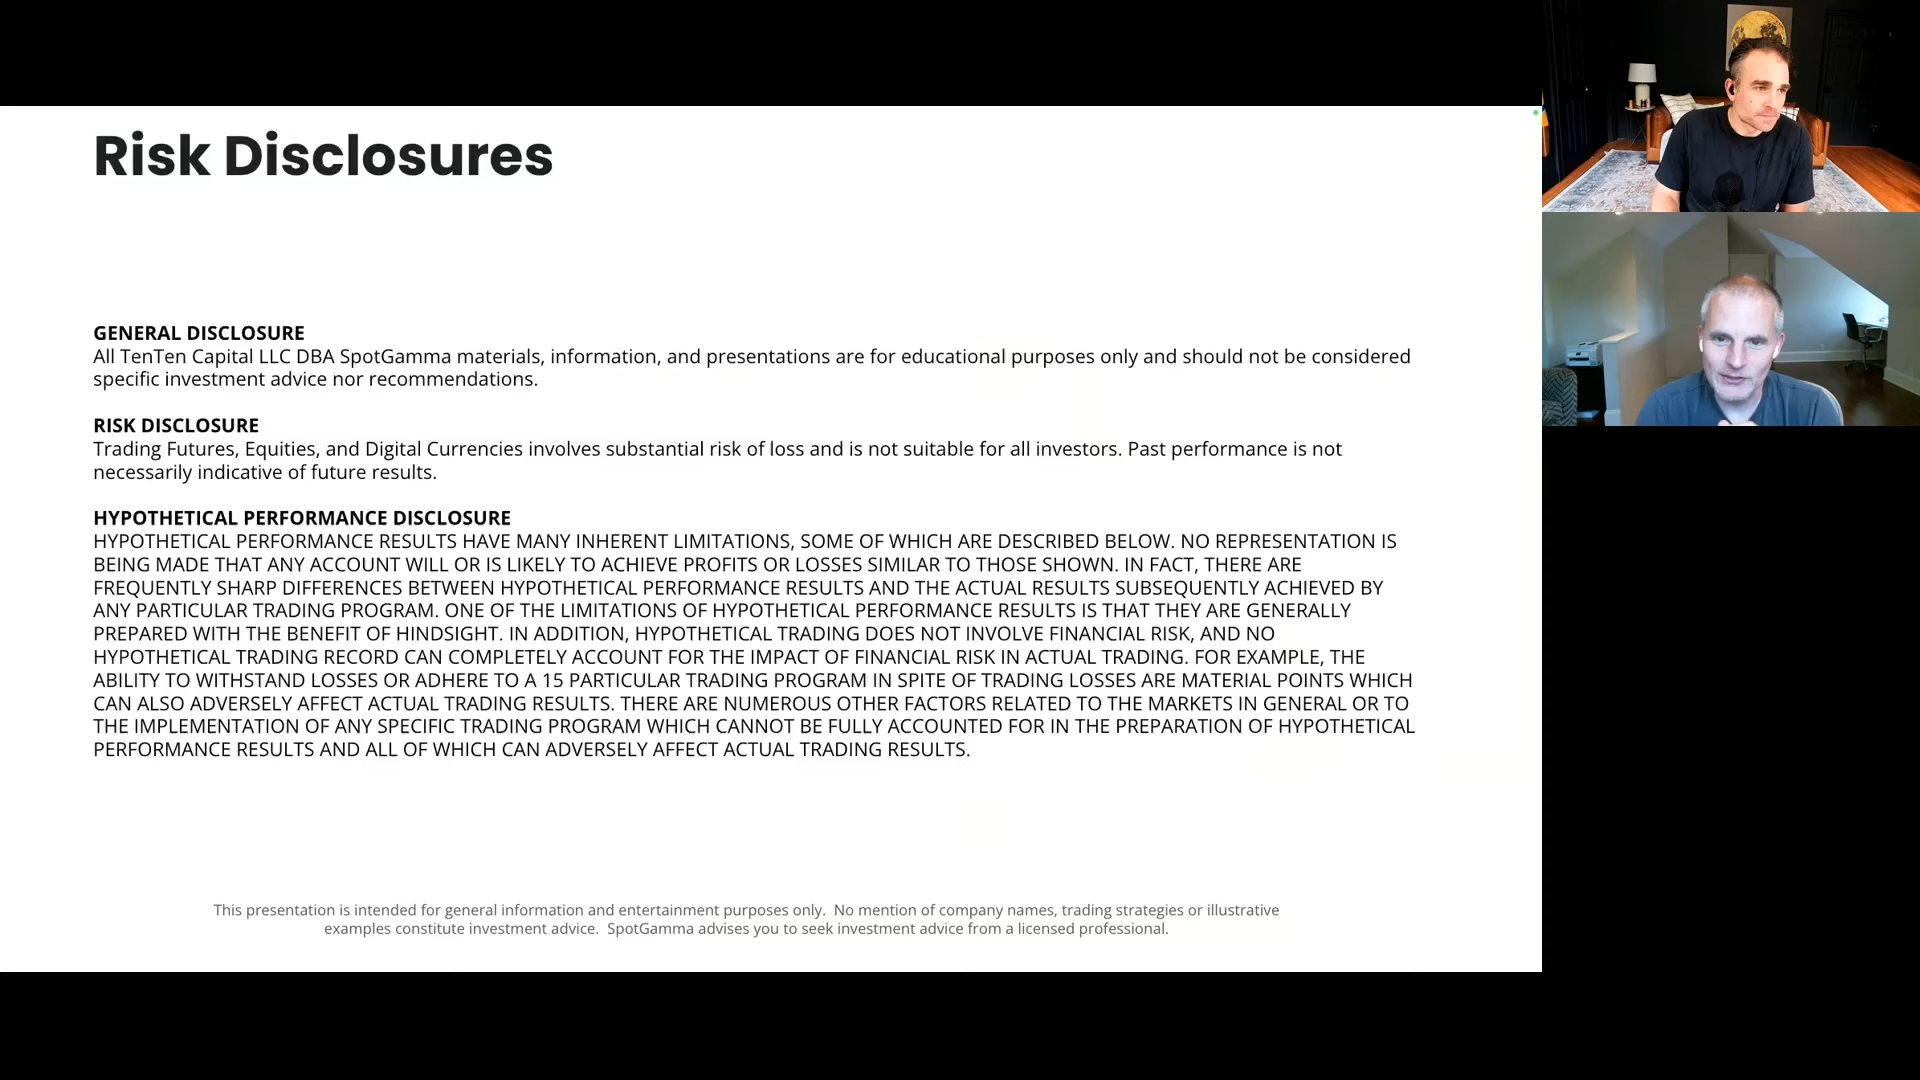 Risk Disclosures
GENERAL DISCLOSURE
All TenTen Capital LLC DBA SpotGamma materials, information, and presentations are for educational purposes only and should not be considered
specific investment advice nor recommendations.
RISK DISCLOSURE
Trading Futures, Equities, and Digital Currencies involves substantial risk of loss and is not suitable for all investors. Past performance is not
necessarily indicative of future results.
HYPOTHETICAL PERFORMANCE DISCLOSURE
HYPOTHETICAL PERFORMANCE RESULTS HAVE MANY INHERENT LIMITATIONS, SOME OF WHICH ARE DESCRIBED BELOW. NO REPRESENTATION IS
BEING MADE THAT ANY ACCOUNT WILL OR IS LIKELY TO ACHIEVE PROFITS OR LOSSES SIMILAR TO THOSE SHOWN. IN FACT, THERE ARE
FREQUENTLY SHARP DIFFERENCES BETWEEN HYPOTHETICAL PERFORMANCE RESULTS AND THE ACTUAL RESULTS SUBSEQUENTLY ACHIEVED BY
ANY PARTICULAR TRADING PROGRAM. ONE OF THE LIMITATIONS OF HYPOTHETICAL PERFORMANCE RESULTS IS THAT THEY ARE GENERALLY
PREPARED WITH THE BENEFIT OF HINDSIGHT. IN ADDITION, HYPOTHETICAL TRADING DOES NOT INVOLVE FINANCIAL RISK, AND NO
HYPOTHETICAL TRADING RECORD CAN COMPLETELY ACCOUNT FOR THE IMPACT OF FINANCIAL RISK IN ACTUAL TRADING. FOR EXAMPLE, THE
ABILITY TO WITHSTAND LOSSES OR ADHERE TO A 15 PARTICULAR TRADING PROGRAM IN SPITE OF TRADING LOSSES ARE MATERIAL POINTS WHICH
CAN ALSO ADVERSELY AFFECT ACTUAL TRADING RESULTS. THERE ARE NUMEROUS OTHER FACTORS RELATED TO THE MARKETS IN GENERAL OR TO
THE IMPLEMENTATION OF ANY SPECIFIC TRADING PROGRAM WHICH CANNOT BE FULLY ACCOUNTED FOR IN THE PREPARATION OF HYPOTHETICAL
PERFORMANCE RESULTS AND ALL OF WHICH CAN ADVERSELY AFFECT ACTUAL TRADING RESULTS.
This presentation is intended for general information and entertainment purposes only.  No mention of company names, trading strategies or illustrative
examples constitute investment advice.  SpotGamma advises you to seek investment advice from a licensed professional.